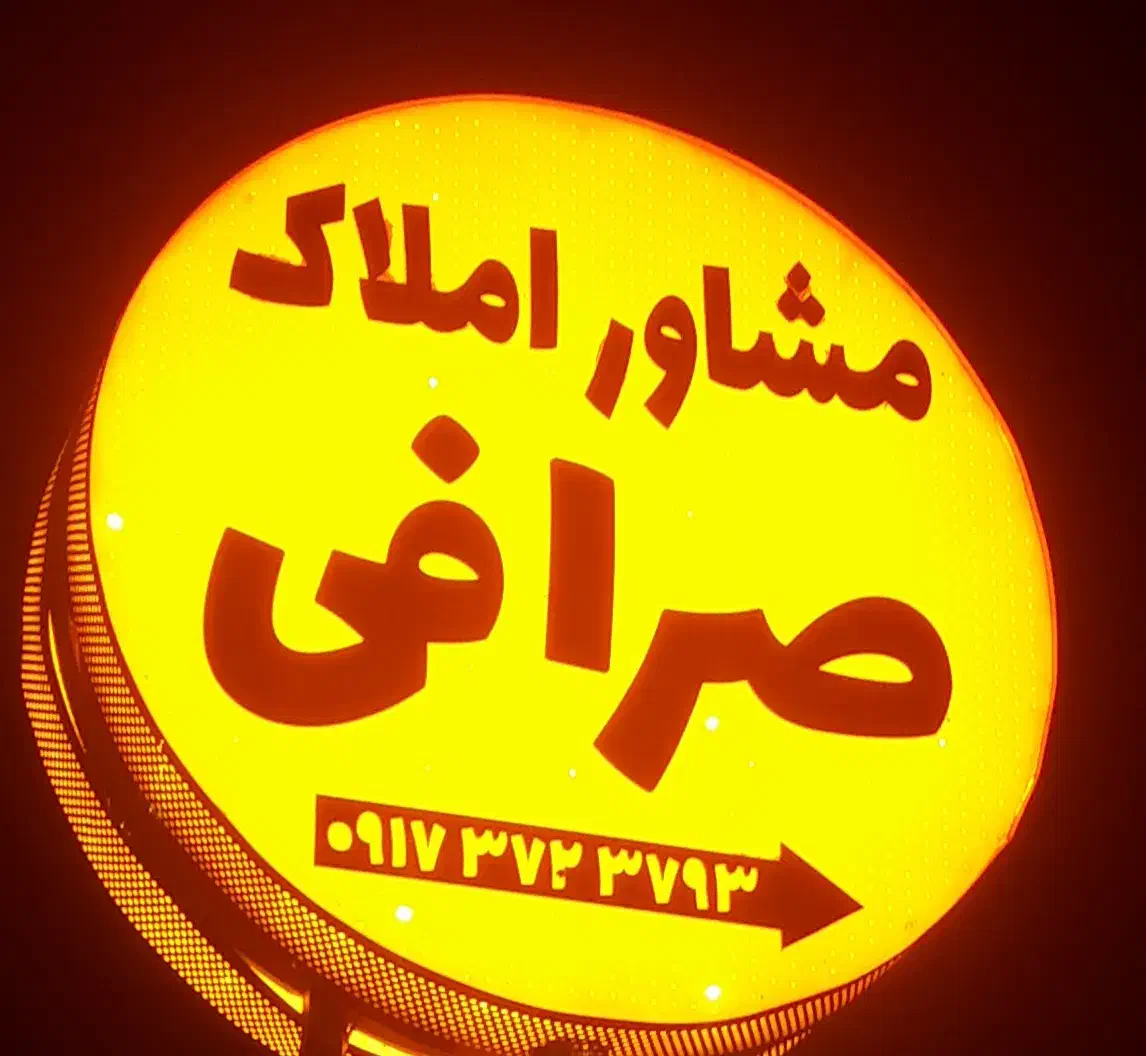 مشاور املاک
صرافی
۰۹۱۷ ۳۷۲ ۳۷۹۳